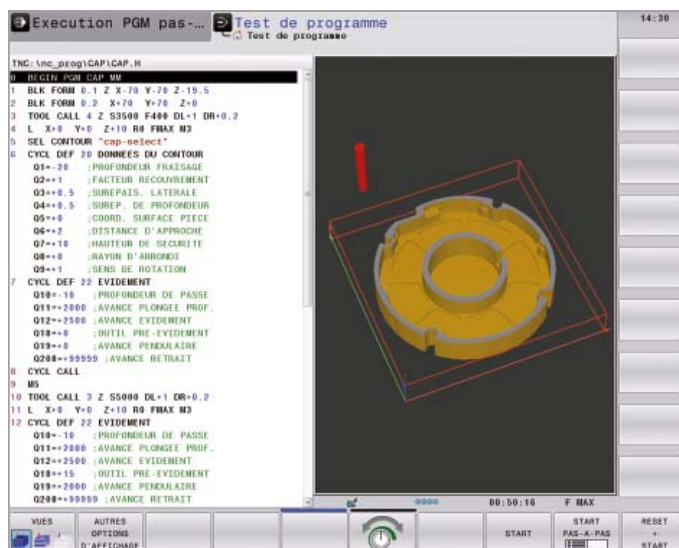 Execution PGM pas-...
Test de programme
Test de programme
14:30
TNC:\nc_prog\CAP\CAP.H
0 BEGIN PGM CAP MM
1 BLK FORM 0.1 Z X-70 Y-70 Z-19.5
2 BLK FORM 0.2 X+70 Y+70 Z+0
3 TOOL CALL 4 Z S3500 F400 DL+1 DR+0.2
4 L X+0 Y+0 Z+10 R0 FMAX M3
5 SEL CONTOUR "cap-select"
6 CYCL DEF 20 DONNEES DU CONTOUR
Q1=-20 ;PROFONDEUR FRAISAGE
Q2=+1 ;FACTEUR RECOUVREMENT
Q3=+0.5 ;SUREPAIS. LATERALE
Q4=+0.5 ;SUREP. DE PROFONDEUR
Q5=+0 ;COORD. SURFACE PIECE
Q6=+2 ;DISTANCE D'APPROCHE
Q7=+10 ;HAUTEUR DE SECURITE
Q8=+0 ;RAYON D'ARRONDI
Q9=+1 ;SENS DE ROTATION
7 CYCL DEF 22 EVIDEMENT
Q10=-10 ;PROFONDEUR DE PASSE
Q11=+2000 ;AVANCE PLONGEE PROF.
Q12=+2500 ;AVANCE EVIDEMENT
Q18=+0 ;OUTIL PRE-EVIDEMENT
Q19=+0 ;AVANCE PENDULAIRE
Q208=+99999 ;AVANCE RETRAIT
8 CYCL CALL
9 M5
10 TOOL CALL 3 Z S5000 DL+1 DR+0.2
11 L X+0 Y+0 Z+10 R0 FMAX M3
12 CYCL DEF 22 EVIDEMENT
Q10=-10 ;PROFONDEUR DE PASSE
Q11=+2000 ;AVANCE PLONGEE PROF.
Q12=+2500 ;AVANCE EVIDEMENT
Q18=+15 ;OUTIL PRE-EVIDEMENT
Q19=+2000 ;AVANCE PENDULAIRE
Q208=+99999 ;AVANCE RETRAIT
00:50:16 F MAX
VUES
AUTRES
OPTIONS
D'AFFICHAGE
START
START
PAS-A-PAS
RESET
+
START